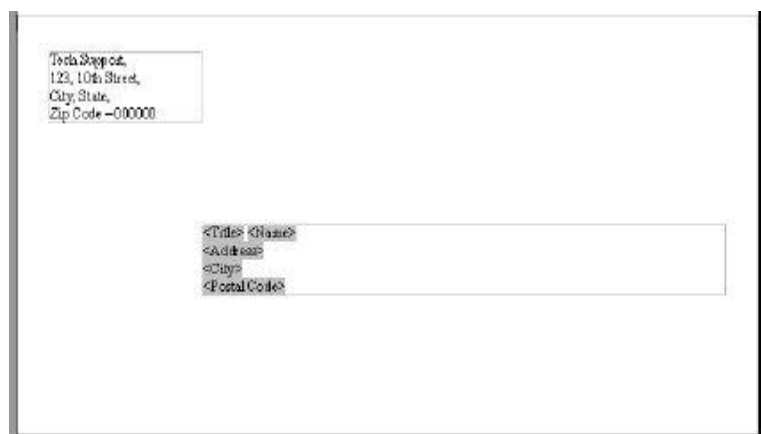 Tech Support,
123, 10th Street,
City, State,
Zip Code –000000
<Title> <Name>
<Address>
<City>
<Postal Code>